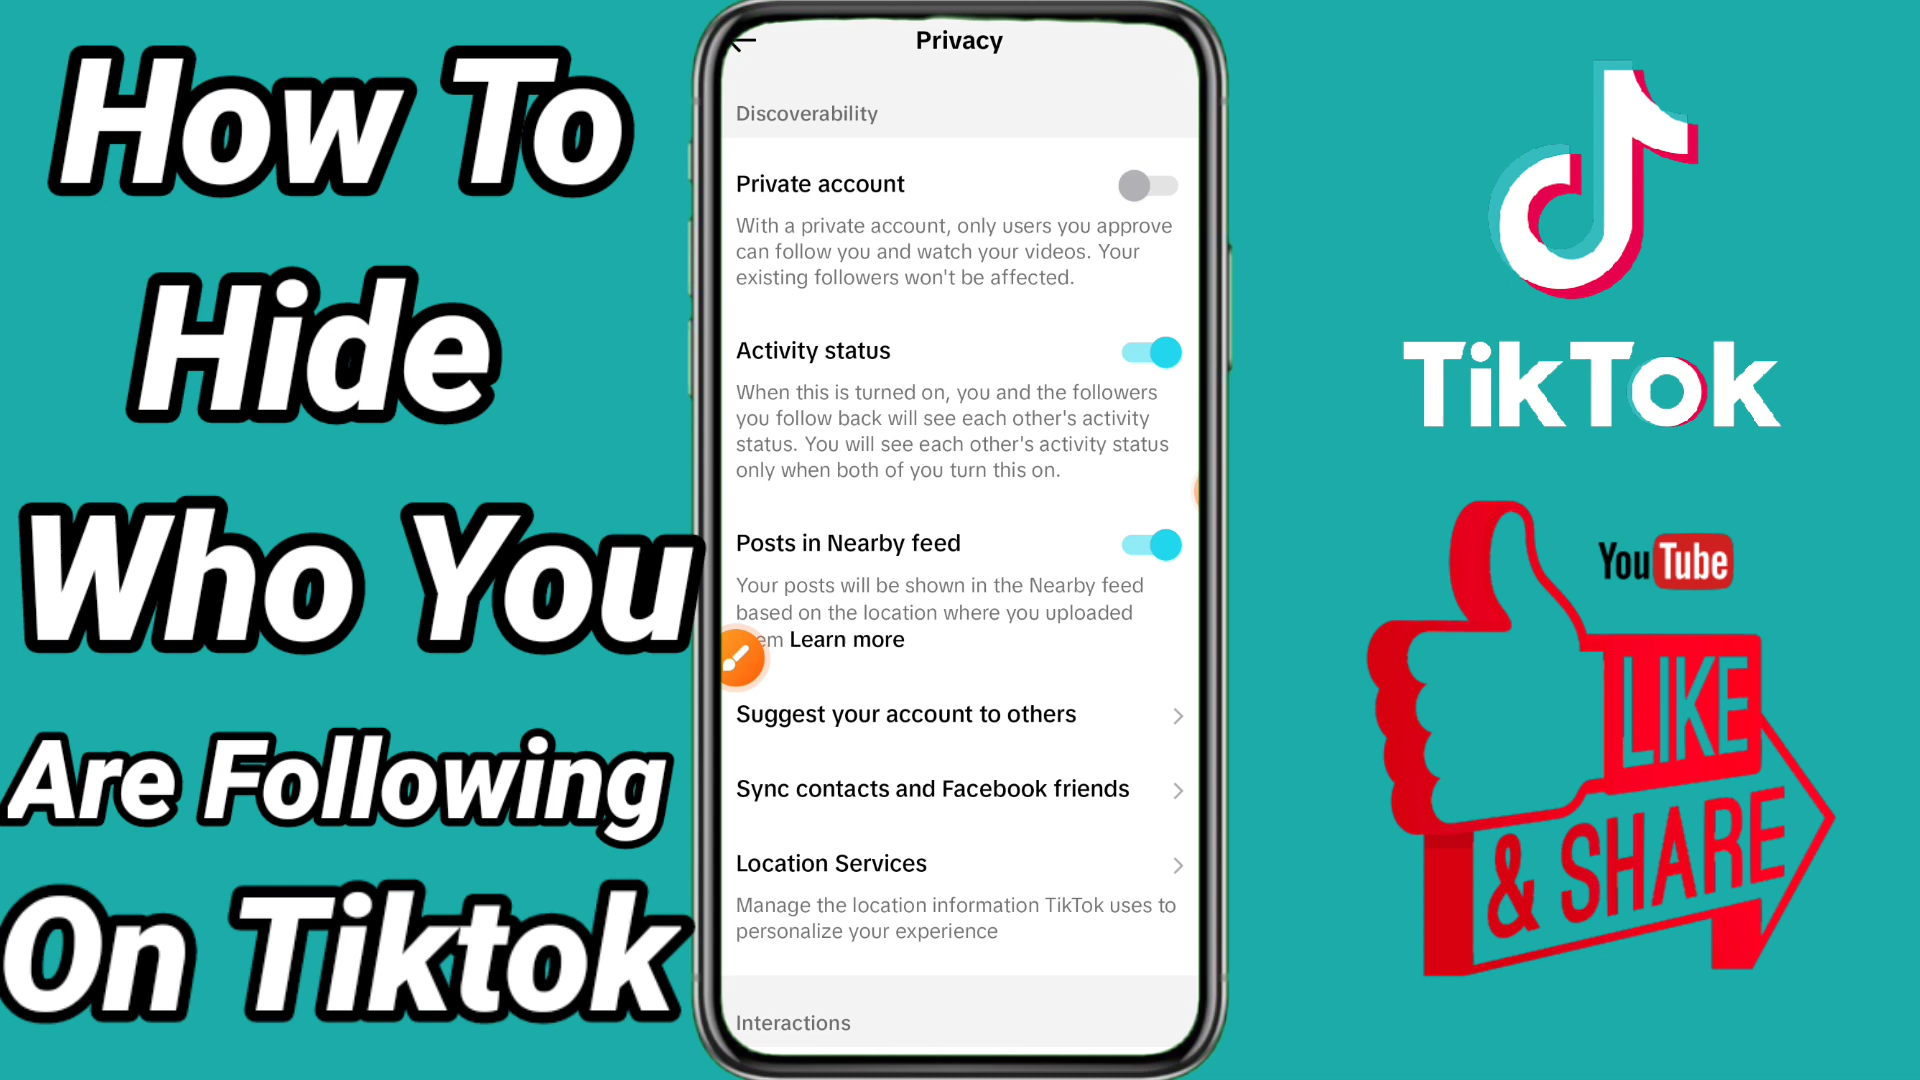 How To
Hide
Who You
Are Following
On Tiktok
Privacy
Discoverability
Private account
With a private account, only users you approve
can follow you and watch your videos. Your
existing followers won't be affected.
Activity status
When this is turned on, you and the followers
you follow back will see each other's activity
status. You will see each other's activity status
only when both of you turn this on.
Posts in Nearby feed
Your posts will be shown in the Nearby feed
based on the location where you uploaded
Learn more
Suggest your account to others
Sync contacts and Facebook friends
Location Services
Manage the location information TikTok uses to
personalize your experience
Interactions
TikTok
YouTube
LIKE
& SHARE